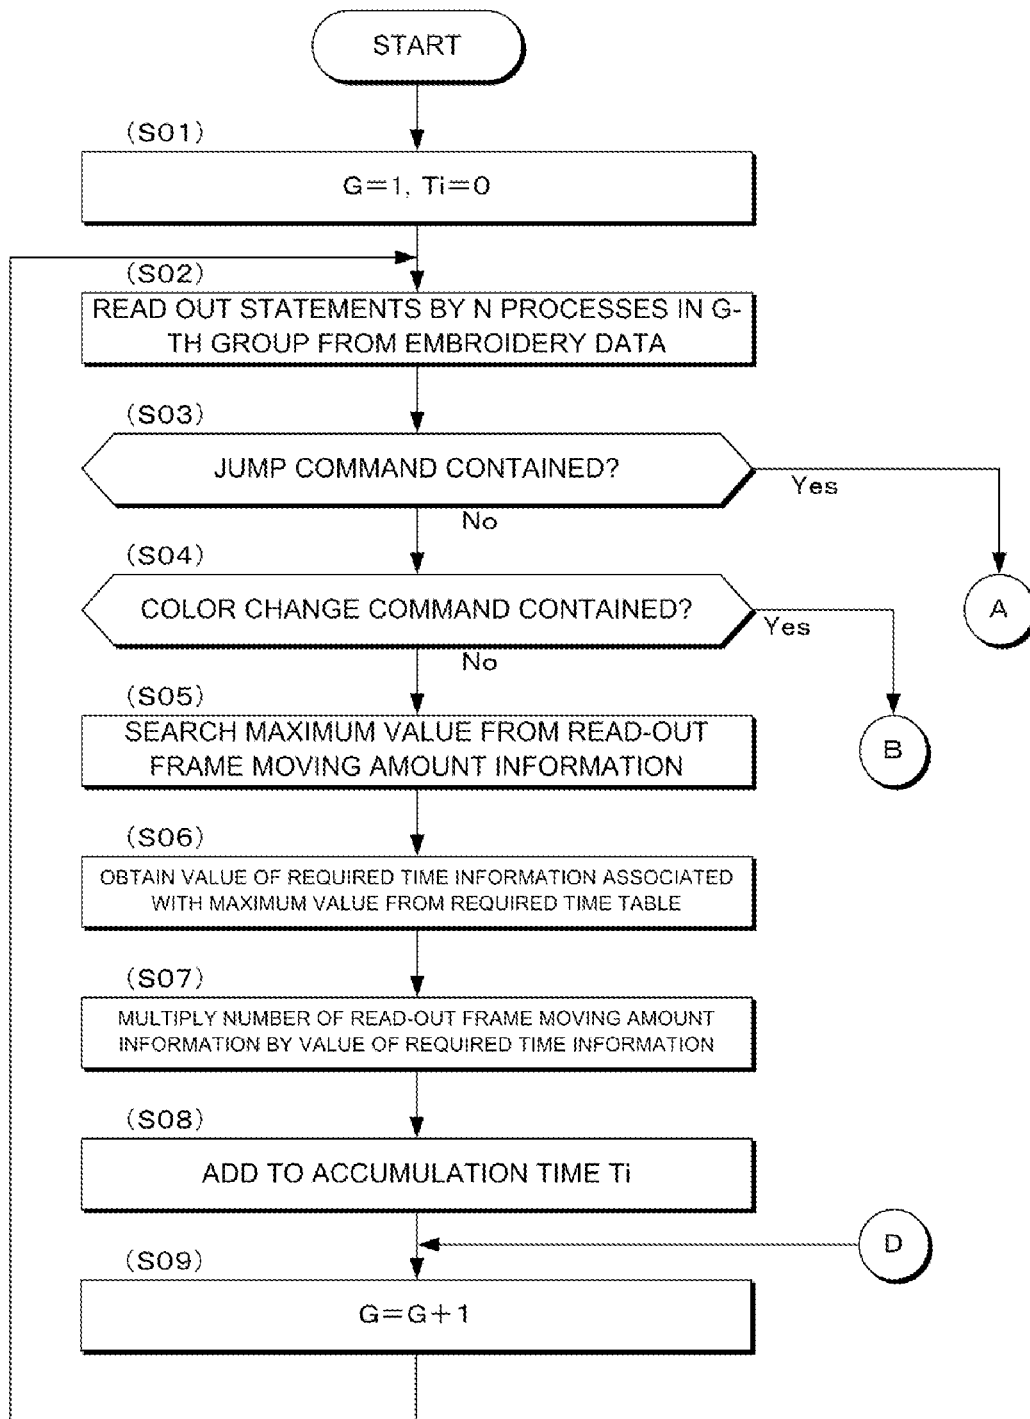 START
(S01)
G=1, Ti=0
(S02)
READ OUT STATEMENTS BY N PROCESSES IN G-
TH GROUP FROM EMBROIDERY DATA
(S03)
JUMP COMMAND CONTAINED?
Yes
No
A
(S04)
COLOR CHANGE COMMAND CONTAINED?
Yes
No
B
(S05)
SEARCH MAXIMUM VALUE FROM READ-OUT
FRAME MOVING AMOUNT INFORMATION
(S06)
OBTAIN VALUE OF REQUIRED TIME INFORMATION ASSOCIATED
WITH MAXIMUM VALUE FROM REQUIRED TIME TABLE
(S07)
MULTIPLY NUMBER OF READ-OUT FRAME MOVING AMOUNT
INFORMATION BY VALUE OF REQUIRED TIME INFORMATION
(S08)
ADD TO ACCUMULATION TIME Ti
D
(S09)
G=G+1